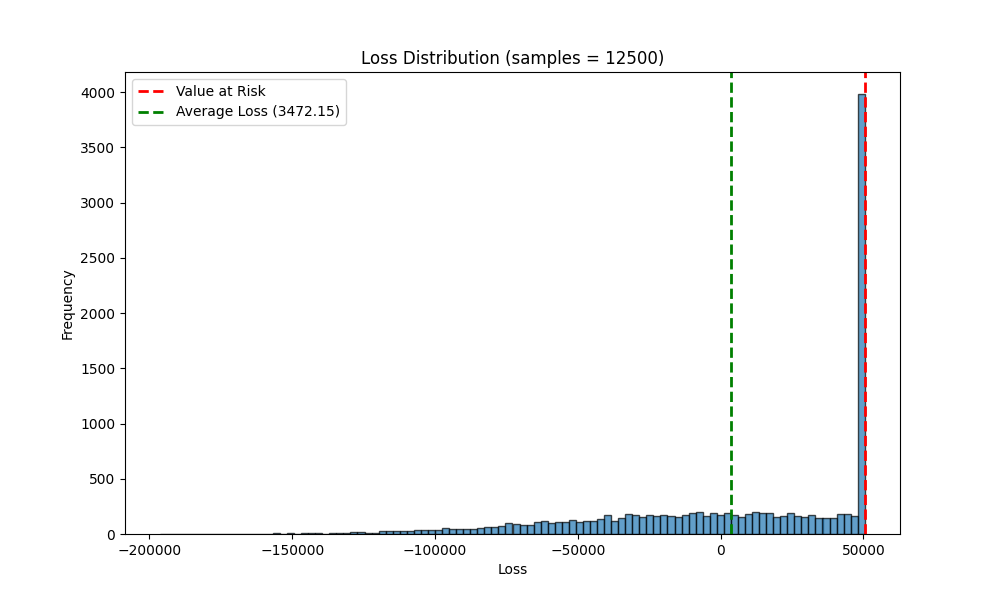 Loss Distribution (samples = 12500)
Value at Risk
Average Loss (3472.15)
4000
3500
3000
2500
2000
1500
1000
500
0
Frequency
−200000 −150000 −100000 −50000 0 50000
Loss